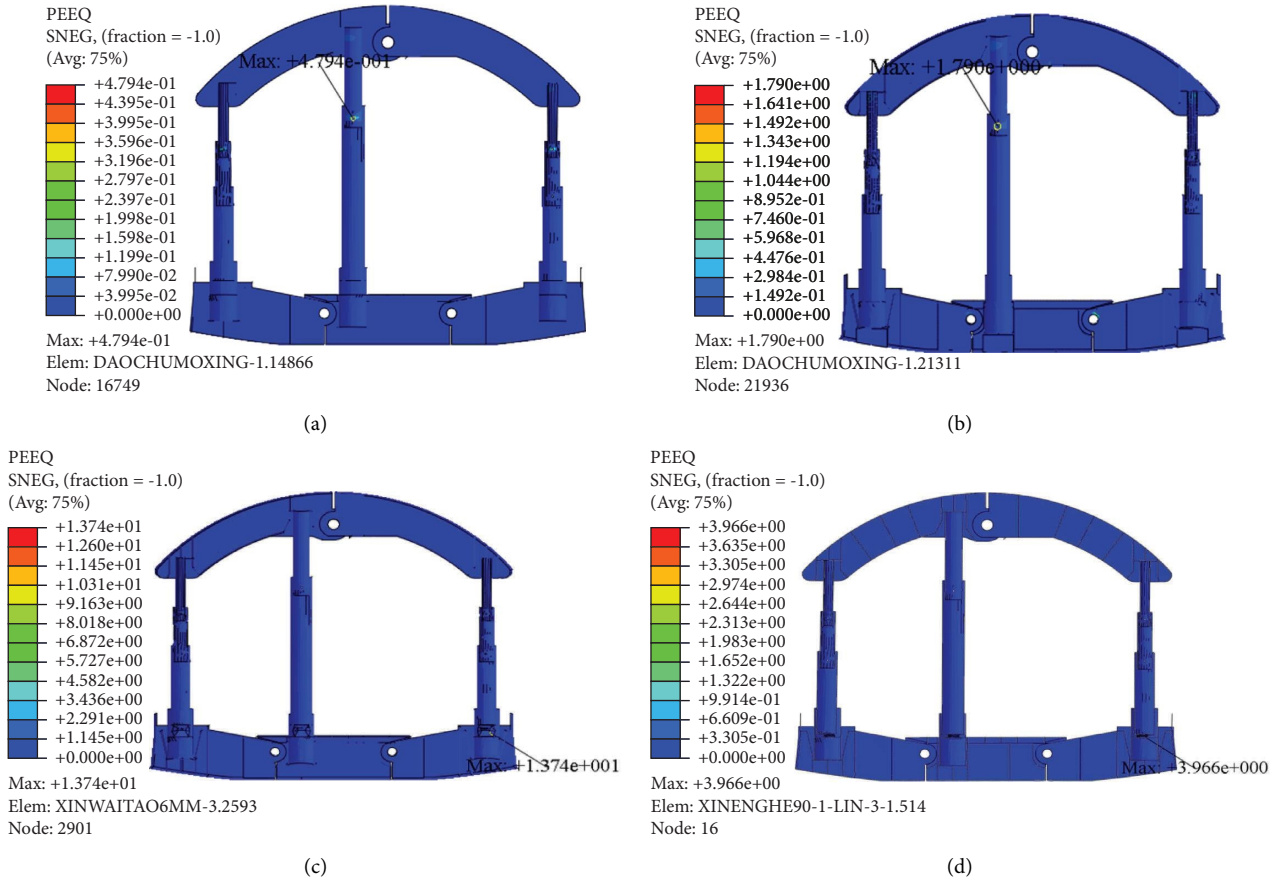 PEEQ
SNEG, (fraction = -1.0)
(Avg: 75%)
+4.794e-01
+4.395e-01
+3.995e-01
+3.596e-01
+3.196e-01
+2.797e-01
+2.397e-01
+1.998e-01
+1.598e-01
+1.199e-01
+7.990e-02
+3.995e-02
+0.000e+00
Max: +4.794e-01
Elem: DAOCHUMOXING-1.14866
Node: 16749
Max: +4.794e-001
(a)
PEEQ
SNEG, (fraction = -1.0)
(Avg: 75%)
+1.790e+00
+1.641e+00
+1.492e+00
+1.343e+00
+1.194e+00
+1.044e+00
+8.952e-01
+7.460e-01
+5.968e-01
+4.476e-01
+2.984e-01
+1.492e-01
+0.000e+00
Max: +1.790e+00
Elem: DAOCHUMOXING-1.21311
Node: 21936
Max: +1.790e+000
(b)
PEEQ
SNEG, (fraction = -1.0)
(Avg: 75%)
+1.374e+01
+1.260e+01
+1.145e+01
+1.031e+01
+9.163e+00
+8.018e+00
+6.872e+00
+5.727e+00
+4.582e+00
+3.436e+00
+2.291e+00
+1.145e+00
+0.000e+00
Max: +1.374e+01
Elem: XINWAITAO6MM-3.2593
Node: 2901
Max: +1.374e+001
(c)
PEEQ
SNEG, (fraction = -1.0)
(Avg: 75%)
+3.966e+00
+3.635e+00
+3.305e+00
+2.974e+00
+2.644e+00
+2.313e+00
+1.983e+00
+1.652e+00
+1.322e+00
+9.914e-01
+6.609e-01
+3.305e-01
+0.000e+00
Max: +3.966e+00
Elem: XINENGHE90-1-LIN-3-1.514
Node: 16
Max: +3.966e+000
(d)